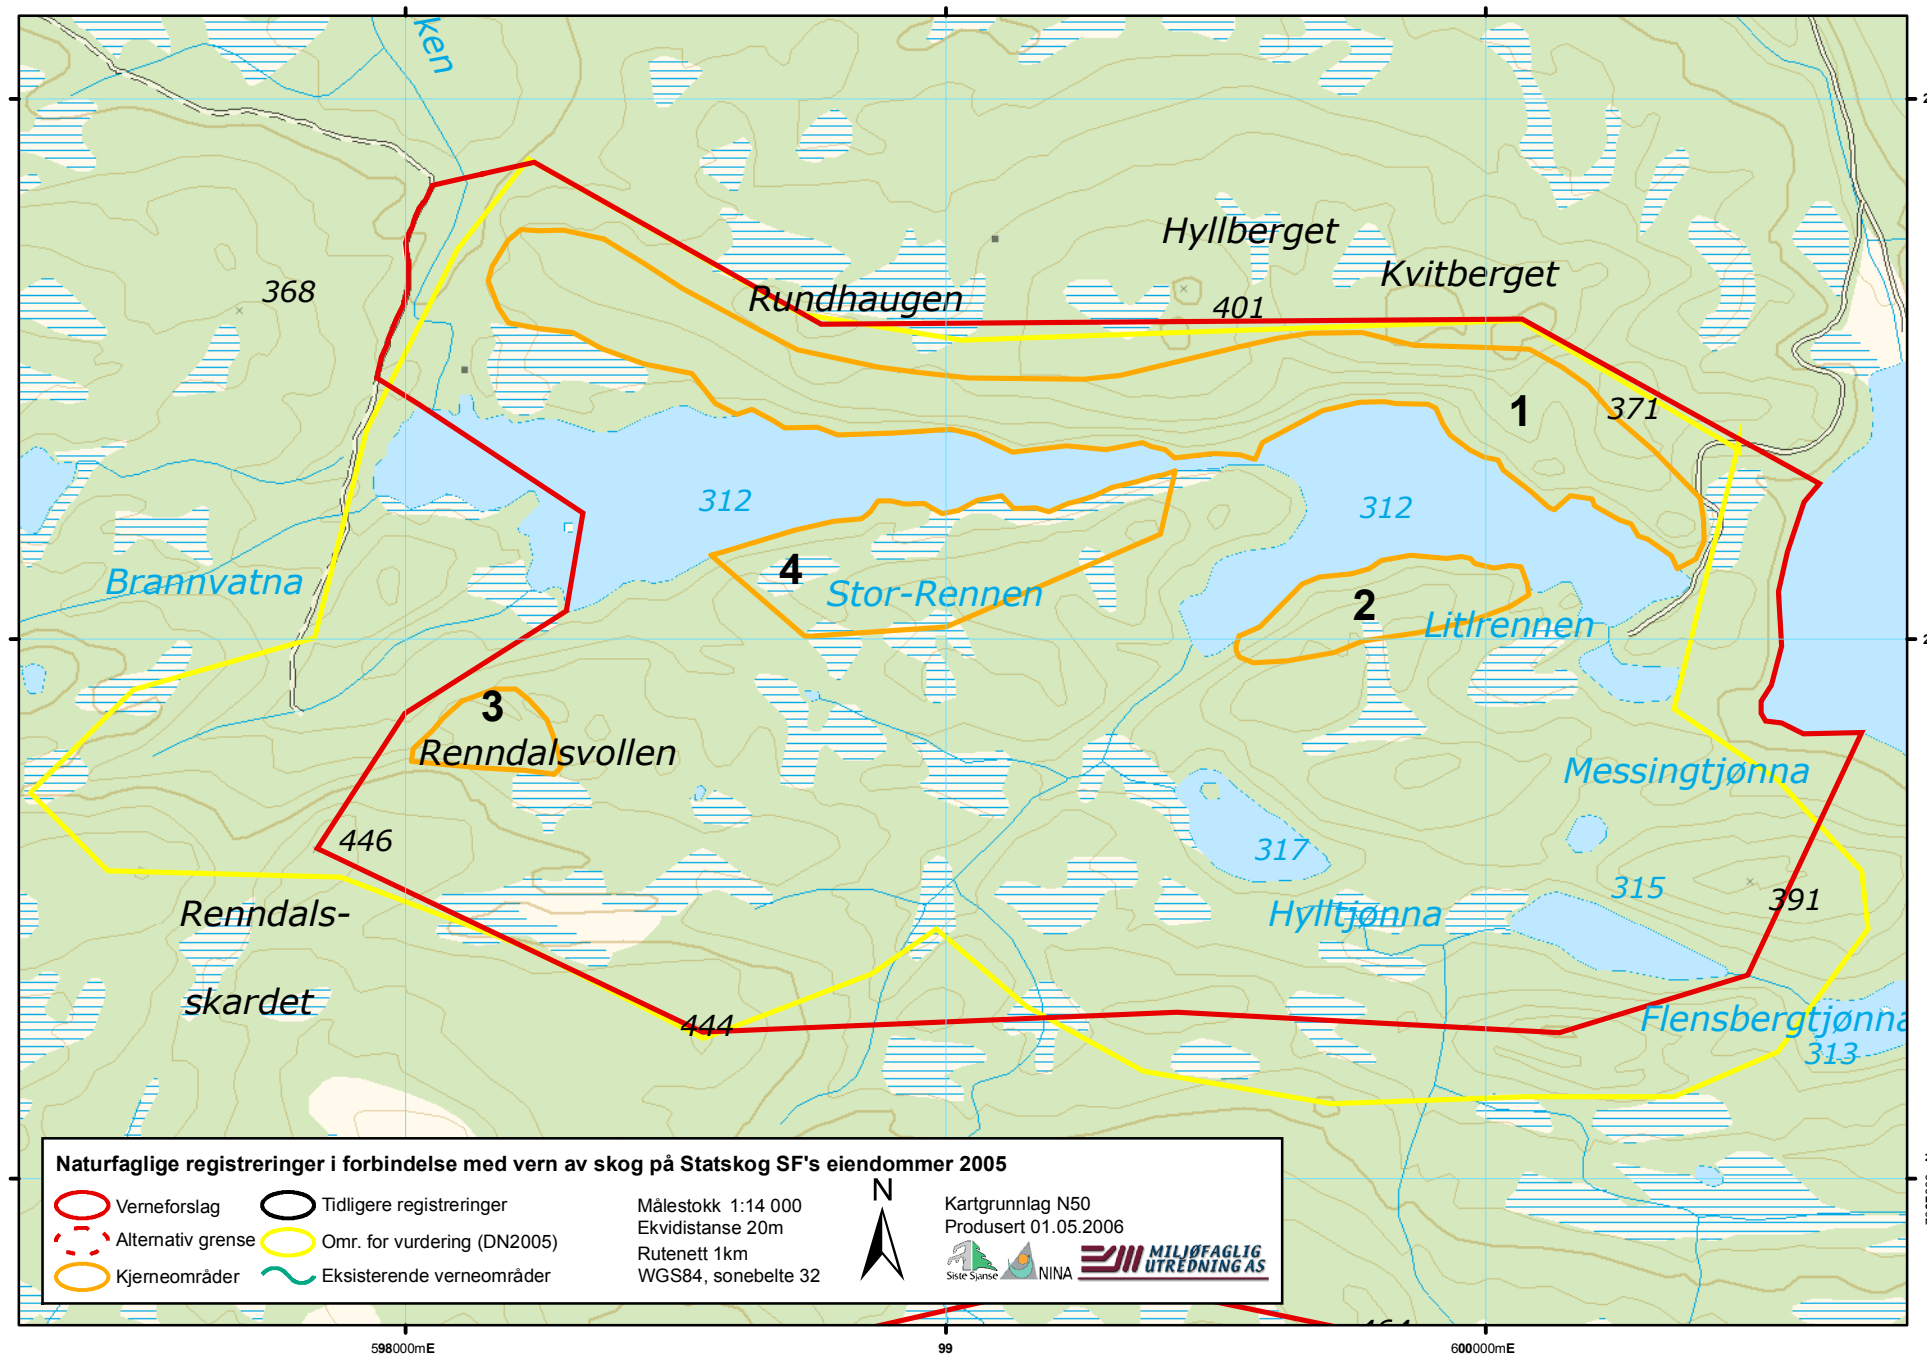 ken
Hyllberget
Kvitberget
368
Rundhaugen
401
1
371
312
312
Brannvatna
4
Stor-Rennen
2
Litlrennen
3
Renndalsvollen
Messingtjønna
446
317
315
391
Renndals-
skardet
Hylltjønna
444
Flensbergtjønna
313
Naturfaglige registreringer i forbindelse med vern av skog på Statskog SF's eiendommer 2005
Verneforslag
Alternativ grense
Kjerneområder
Tidligere registreringer
Omr. for vurdering (DN2005)
Eksisterende verneområder
Målestokk 1:14 000
Ekvidistanse 20m
Rutenett 1km
WGS84, sonebelte 32
N
Kartgrunnlag N50
Produsert 01.05.2006
Siste Sjanse
NINA
MILJØFAGLIG
UTREDNING AS
464
598000mE
99
600000mE